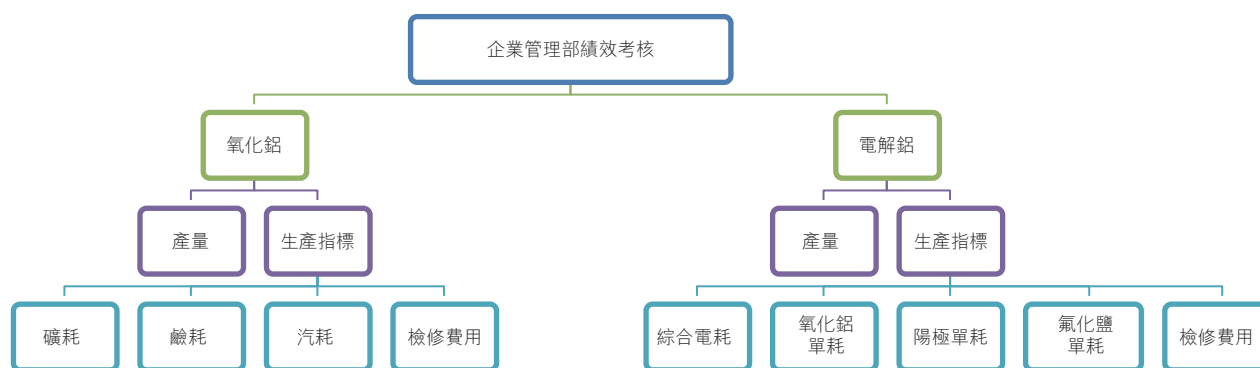 企業管理部績效考核
氧化鋁
電解鋁
產量
生產指標
產量
生產指標
礦耗
鹼耗
汽耗
檢修費用
綜合電耗
氧化鋁
單耗
陽極單耗
氟化鹽
單耗
檢修費用